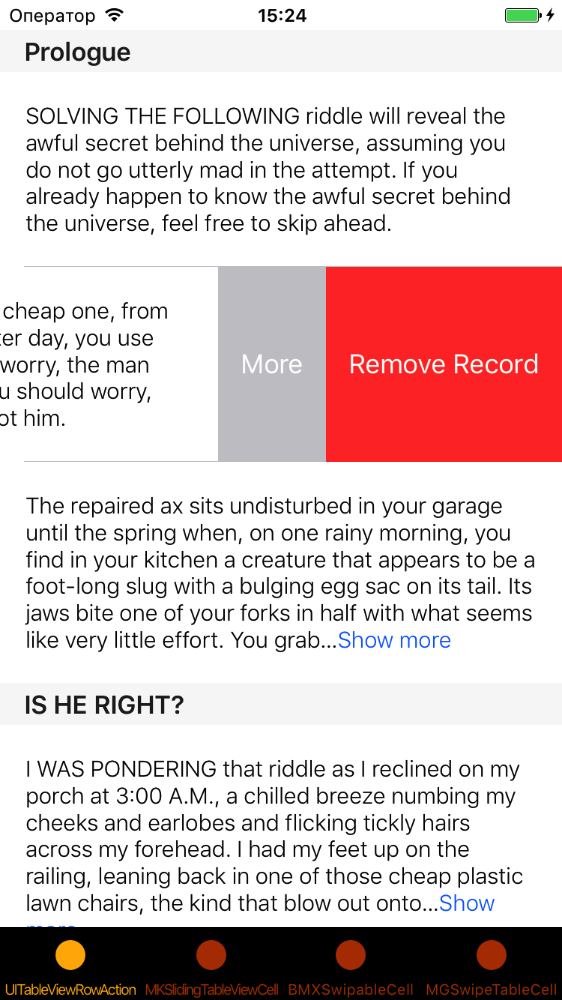 Оператор 15:24
Prologue
SOLVING THE FOLLOWING riddle will reveal the
awful secret behind the universe, assuming you
do not go utterly mad in the attempt. If you
already happen to know the awful secret behind
the universe, feel free to skip ahead.
cheap one, from
er day, you use
worry, the man
u should worry,
ot him.
More
Remove Record
The repaired ax sits undisturbed in your garage
until the spring when, on one rainy morning, you
find in your kitchen a creature that appears to be a
foot-long slug with a bulging egg sac on its tail. Its
jaws bite one of your forks in half with what seems
like very little effort. You grab...Show more
IS HE RIGHT?
I WAS PONDERING that riddle as I reclined on my
porch at 3:00 A.M., a chilled breeze numbing my
cheeks and earlobes and flicking tickly hairs
across my forehead. I had my feet up on the
railing, leaning back in one of those cheap plastic
lawn chairs, the kind that blow out onto...Show
more
UITableViewRowAction MKSlidingTableViewCell BMXSwipableCell MGSwipeTableCell